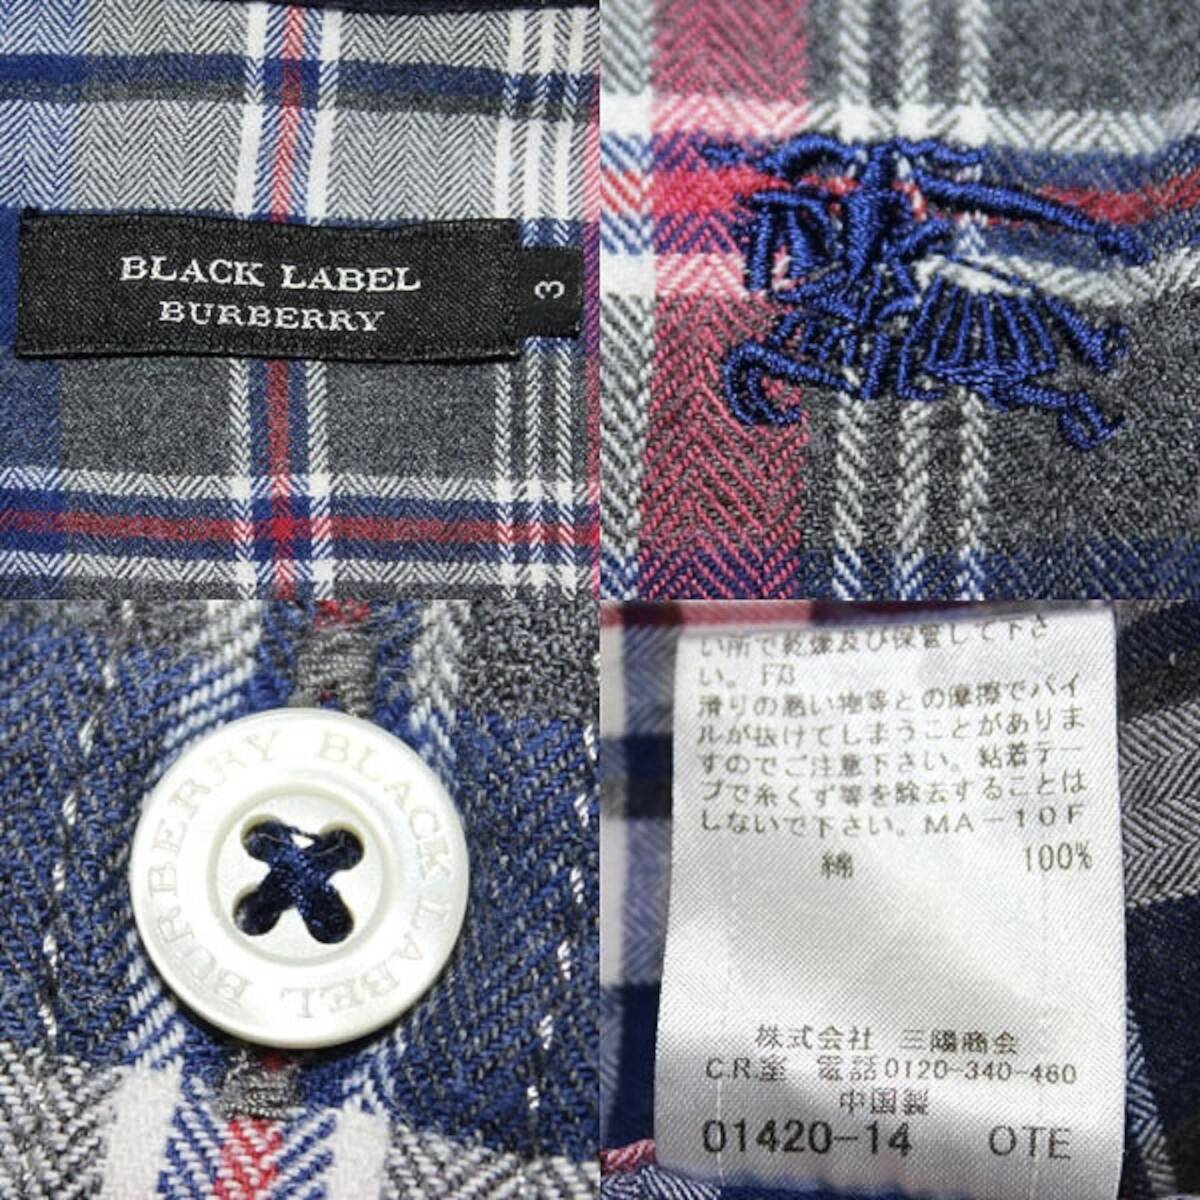 BLACK LABEL
BURBERRY
3
BURBERRY BLACK LABEL
い所で乾燥及び保管して下さ
い。F13
滑りの悪い物等との摩擦でパイ
ルが抜けてしまうことがありま
すのでご注意下さい。粘着テー
プで糸くず等を除去することは
しないで下さい。MA-10F
綿 100%
株式会社 三陽商会
C.R室 電話0120-340-460
中国製
01420-14 OTE